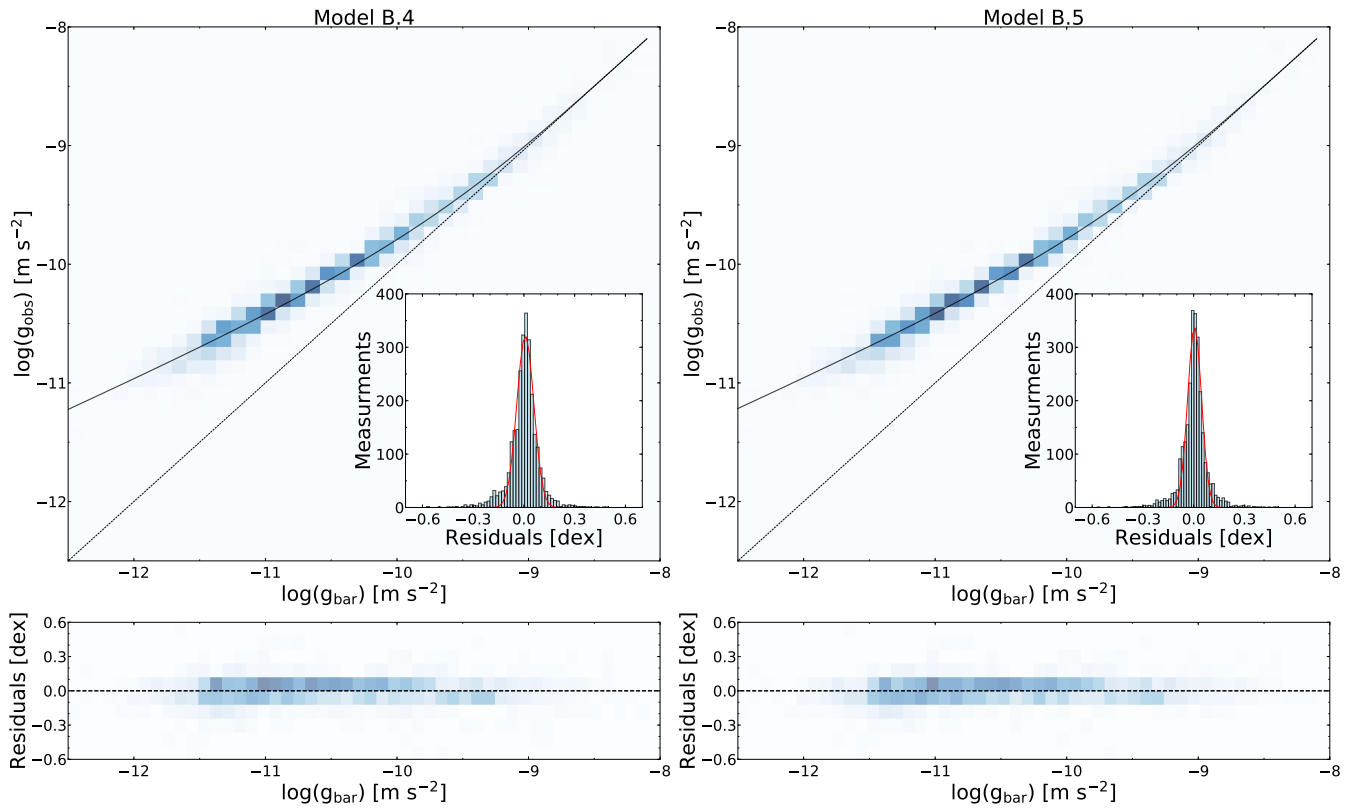 Model B.4
Model B.5
−8
−9
−10
−11
−12
log(g_obs) [m s⁻²]
400
300
200
100
0
Measurments
−0.6 −0.3 0.0 0.3 0.6
Residuals [dex]
−12 −11 −10 −9 −8
log(g_bar) [m s⁻²]
−8
−9
−10
−11
−12
log(g_obs) [m s⁻²]
400
300
200
100
0
Measurments
−0.6 −0.3 0.0 0.3 0.6
Residuals [dex]
−12 −11 −10 −9 −8
log(g_bar) [m s⁻²]
0.6
0.3
0.0
−0.3
−0.6
Residuals [dex]
−12 −11 −10 −9 −8
log(g_bar) [m s⁻²]
0.6
0.3
0.0
−0.3
−0.6
Residuals [dex]
−12 −11 −10 −9 −8
log(g_bar) [m s⁻²]